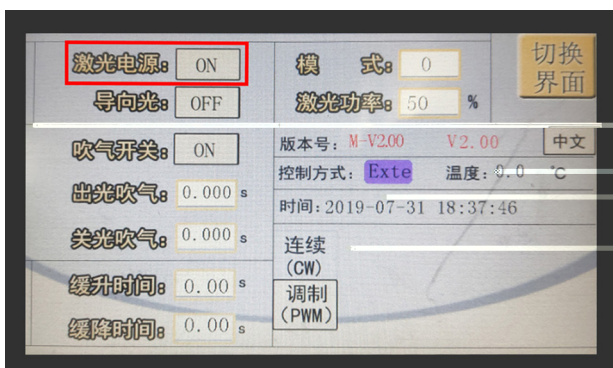 激光电源: ON
导向光: OFF
吹气开关: ON
出光吹气: 0.000 s
关光吹气: 0.000 s
缓升时间: 0.00 s
缓降时间: 0.00 s
模 式: 0
激光功率: 50 %
切换
界面
版本号: M-V2.00 V2.00
中文
控制方式: Exte 温度: 0.0 ℃
时间: 2019-07-31 18:37:46
连续
(CW)
调制
(PWM)